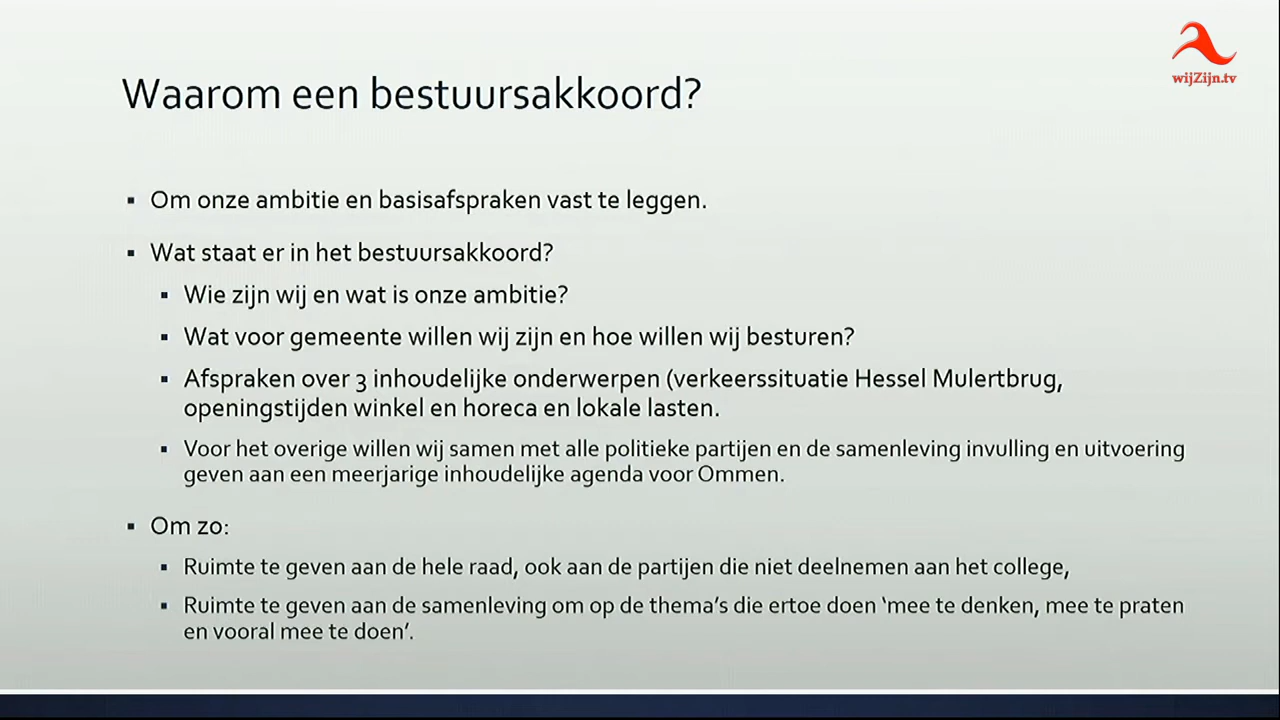 wijZijn.tv
Waarom een bestuursakkoord?
▪ Om onze ambitie en basisafspraken vast te leggen.
▪ Wat staat er in het bestuursakkoord?
▪ Wie zijn wij en wat is onze ambitie?
▪ Wat voor gemeente willen wij zijn en hoe willen wij besturen?
▪ Afspraken over 3 inhoudelijke onderwerpen (verkeerssituatie Hessel Mulertbrug,
openingstijden winkel en horeca en lokale lasten.
▪ Voor het overige willen wij samen met alle politieke partijen en de samenleving invulling en uitvoering
geven aan een meerjarige inhoudelijke agenda voor Ommen.
▪ Om zo:
▪ Ruimte te geven aan de hele raad, ook aan de partijen die niet deelnemen aan het college,
▪ Ruimte te geven aan de samenleving om op de thema’s die ertoe doen ‘mee te denken, mee te praten
en vooral mee te doen’.